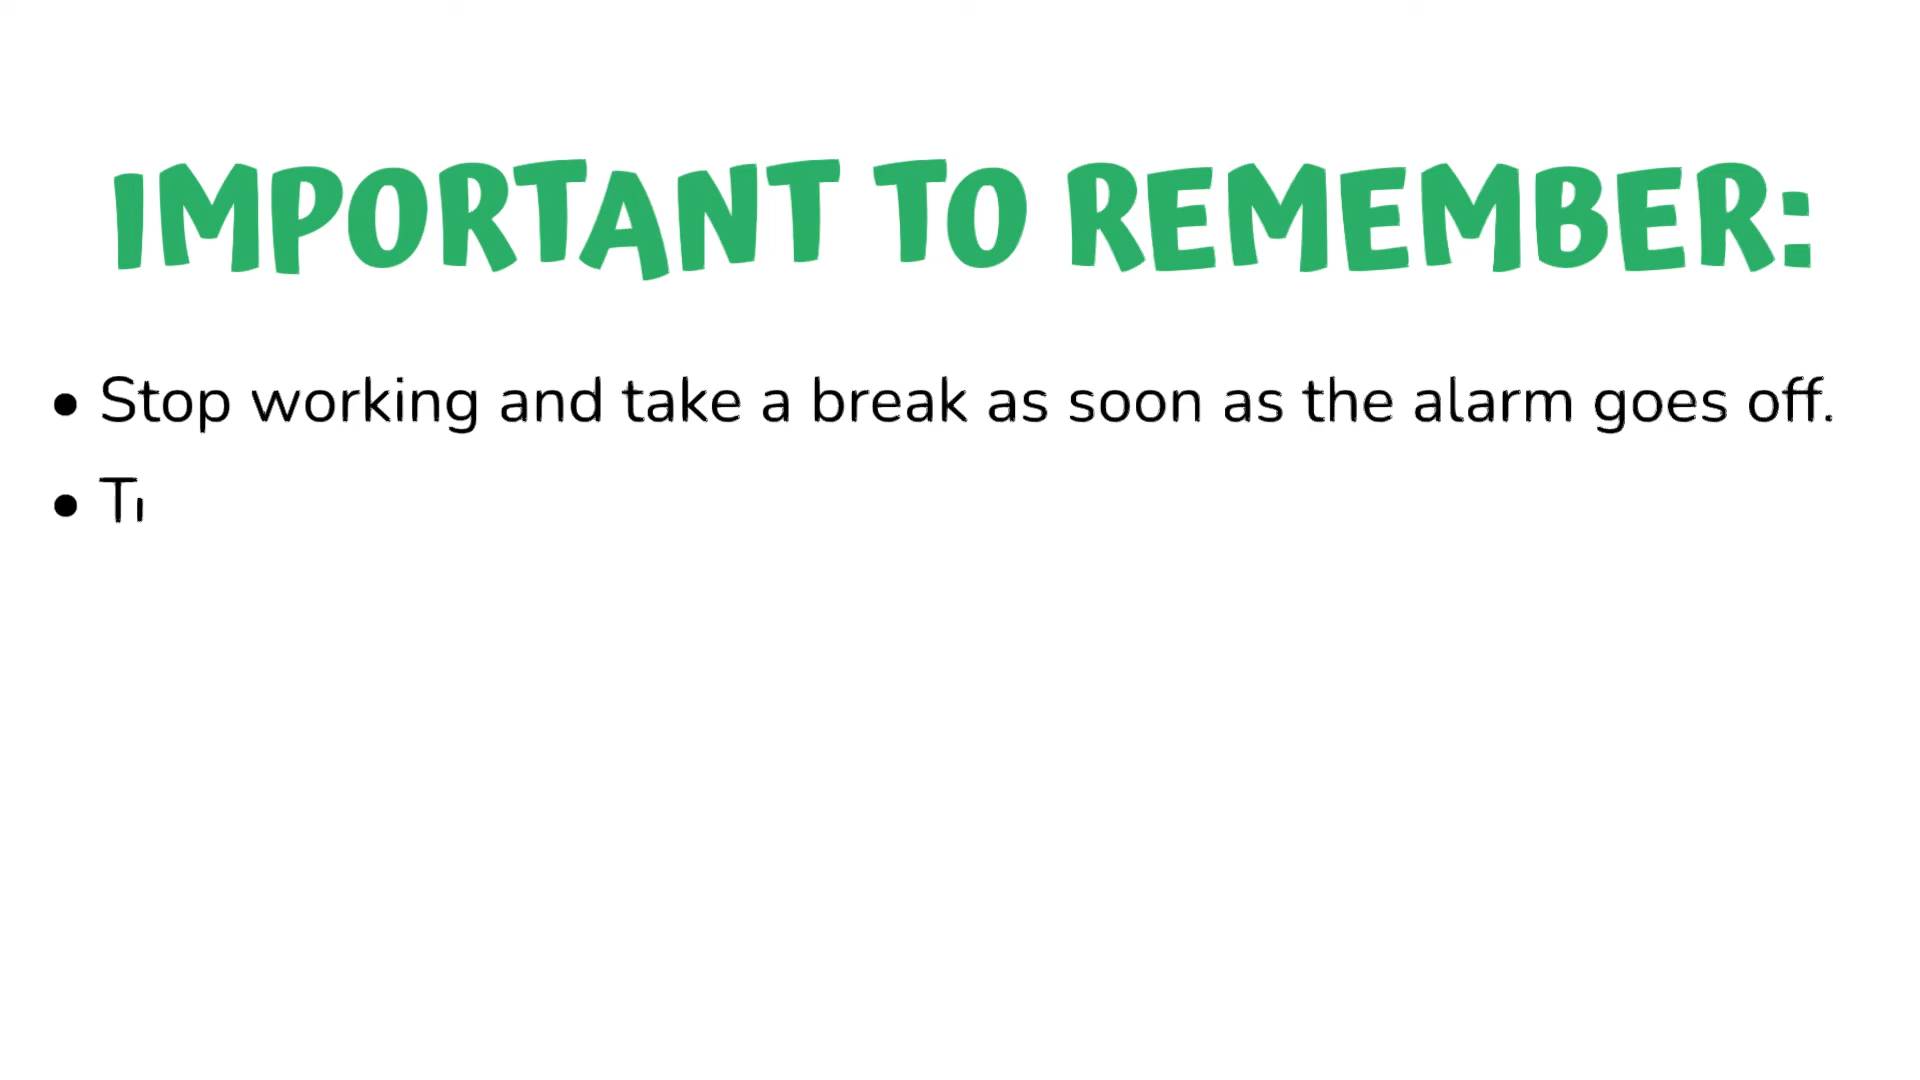 IMPORTANT TO REMEMBER:
• Stop working and take a break as soon as the alarm goes off.